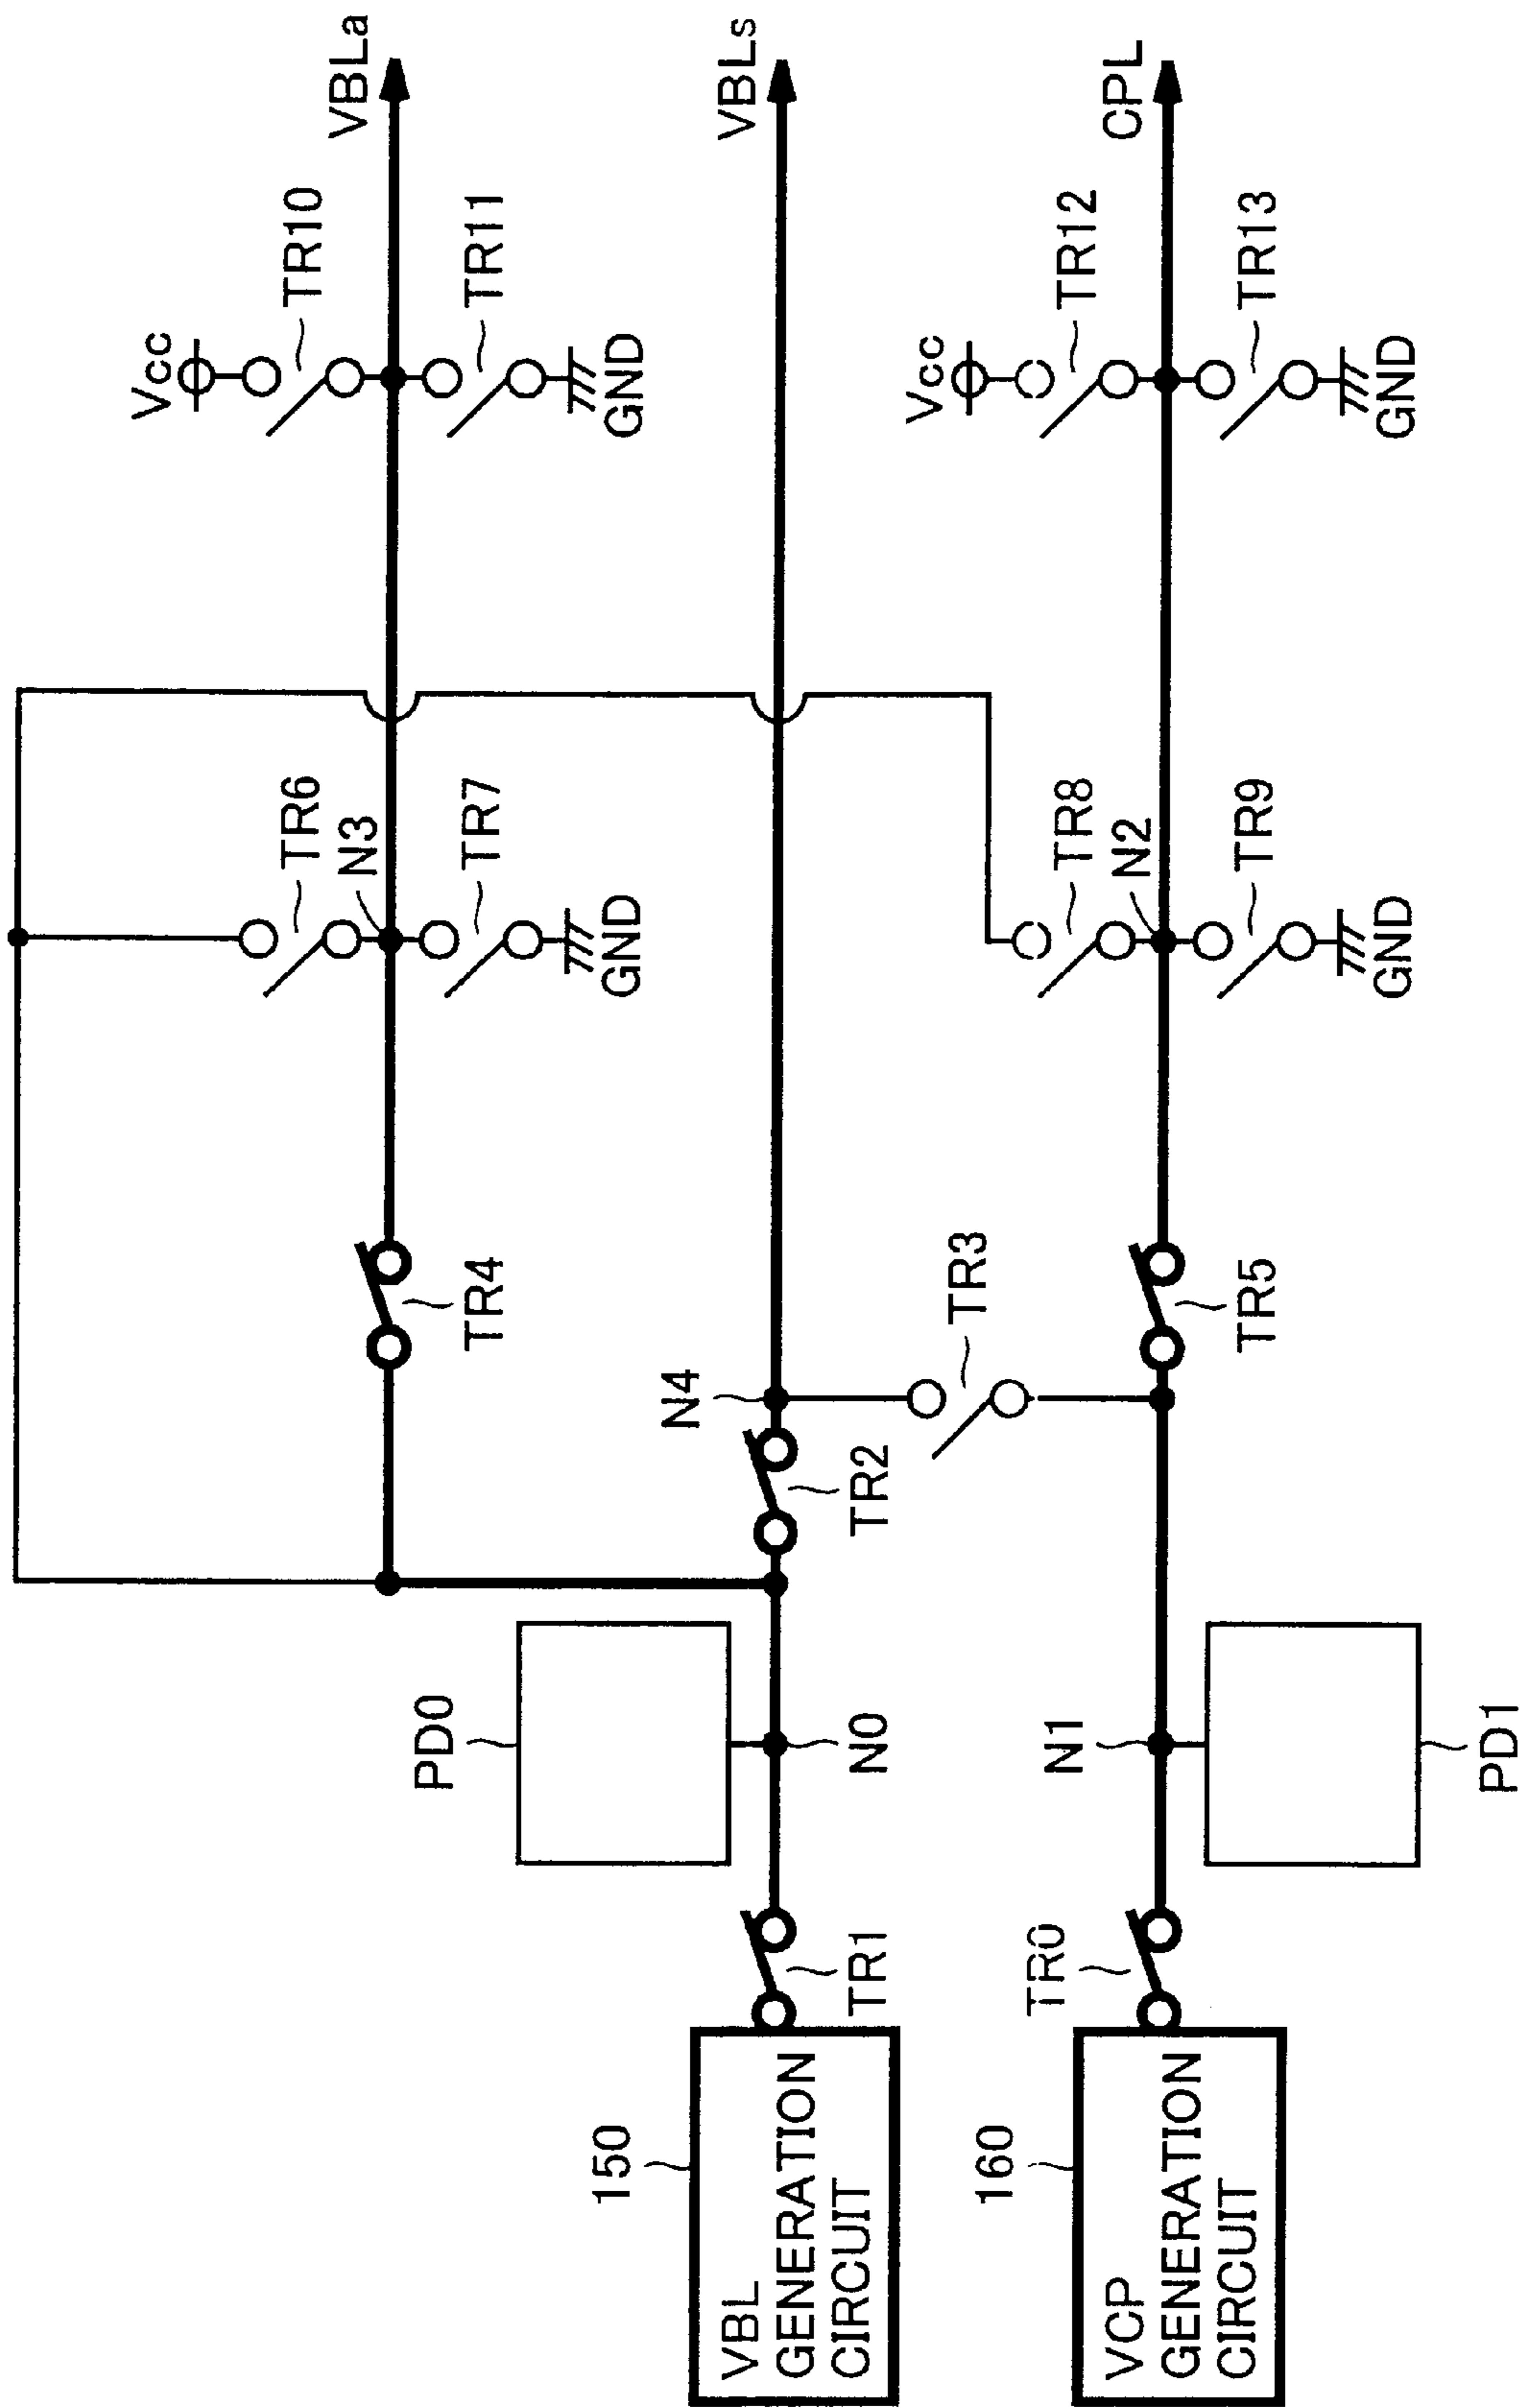 Vcc
TR10
VBLa
TR6
N3
TR4
TR11
TR7
GND
GND
PD0
150
VBL
GENERATION
CIRCUIT
TR1
N0
TR2
N4
VBLs
TR3
Vcc
TR12
CPL
TR8
N2
160
VCP
GENERATION
CIRCUIT
TR0
N1
TR5
TR9
TR13
GND
GND
PD1